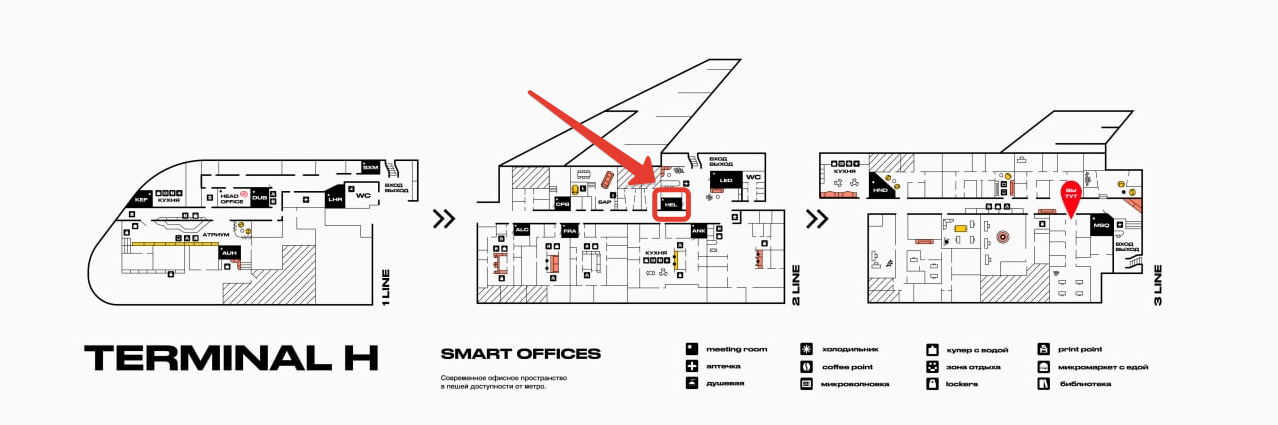 SXM
KEF
КУХНЯ
HEAD
OFFICE
DUB
LHR
WC
ВХОД
ВЫХОД
АТРИУМ
AUH
1 LINE
ВХОД
ВЫХОД
LED
WC
CPB
БАР
HEL
ALC
FRA
ANK
КУХНЯ
2 LINE
КУХНЯ
HND
ВЫ
ТУТ
MSQ
ВХОД
ВЫХОД
3 LINE
TERMINAL H
SMART OFFICES
Современное офисное пространство
в пешей доступности от метро.
meeting room
аптечка
душевая
холодильник
coffee point
микроволновка
кулер с водой
зона отдыха
lockers
print point
микромаркет с едой
библиотека